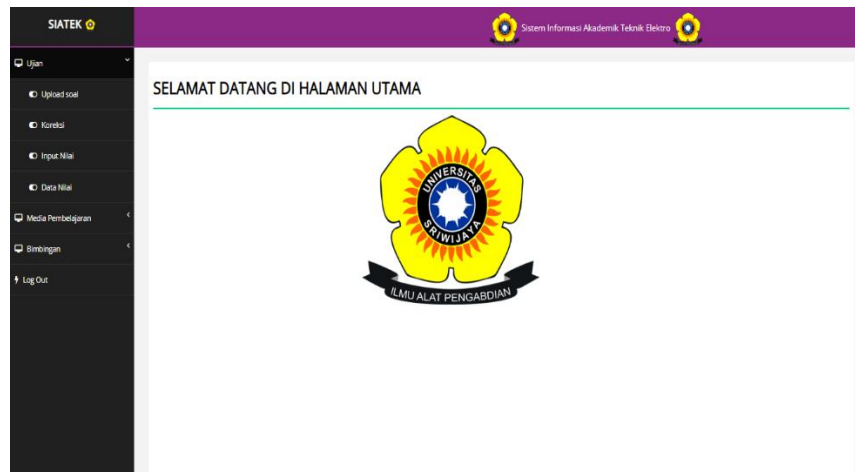 SIATEK
Sistem Informasi Akademik Teknik Elektro
Ujian
Upload soal
Koreksi
Input Nilai
Data Nilai
Media Pembelajaran
Bimbingan
Log Out
SELAMAT DATANG DI HALAMAN UTAMA
UNIVERSITAS
SRIWIJAYA
ILMU ALAT PENGABDIAN